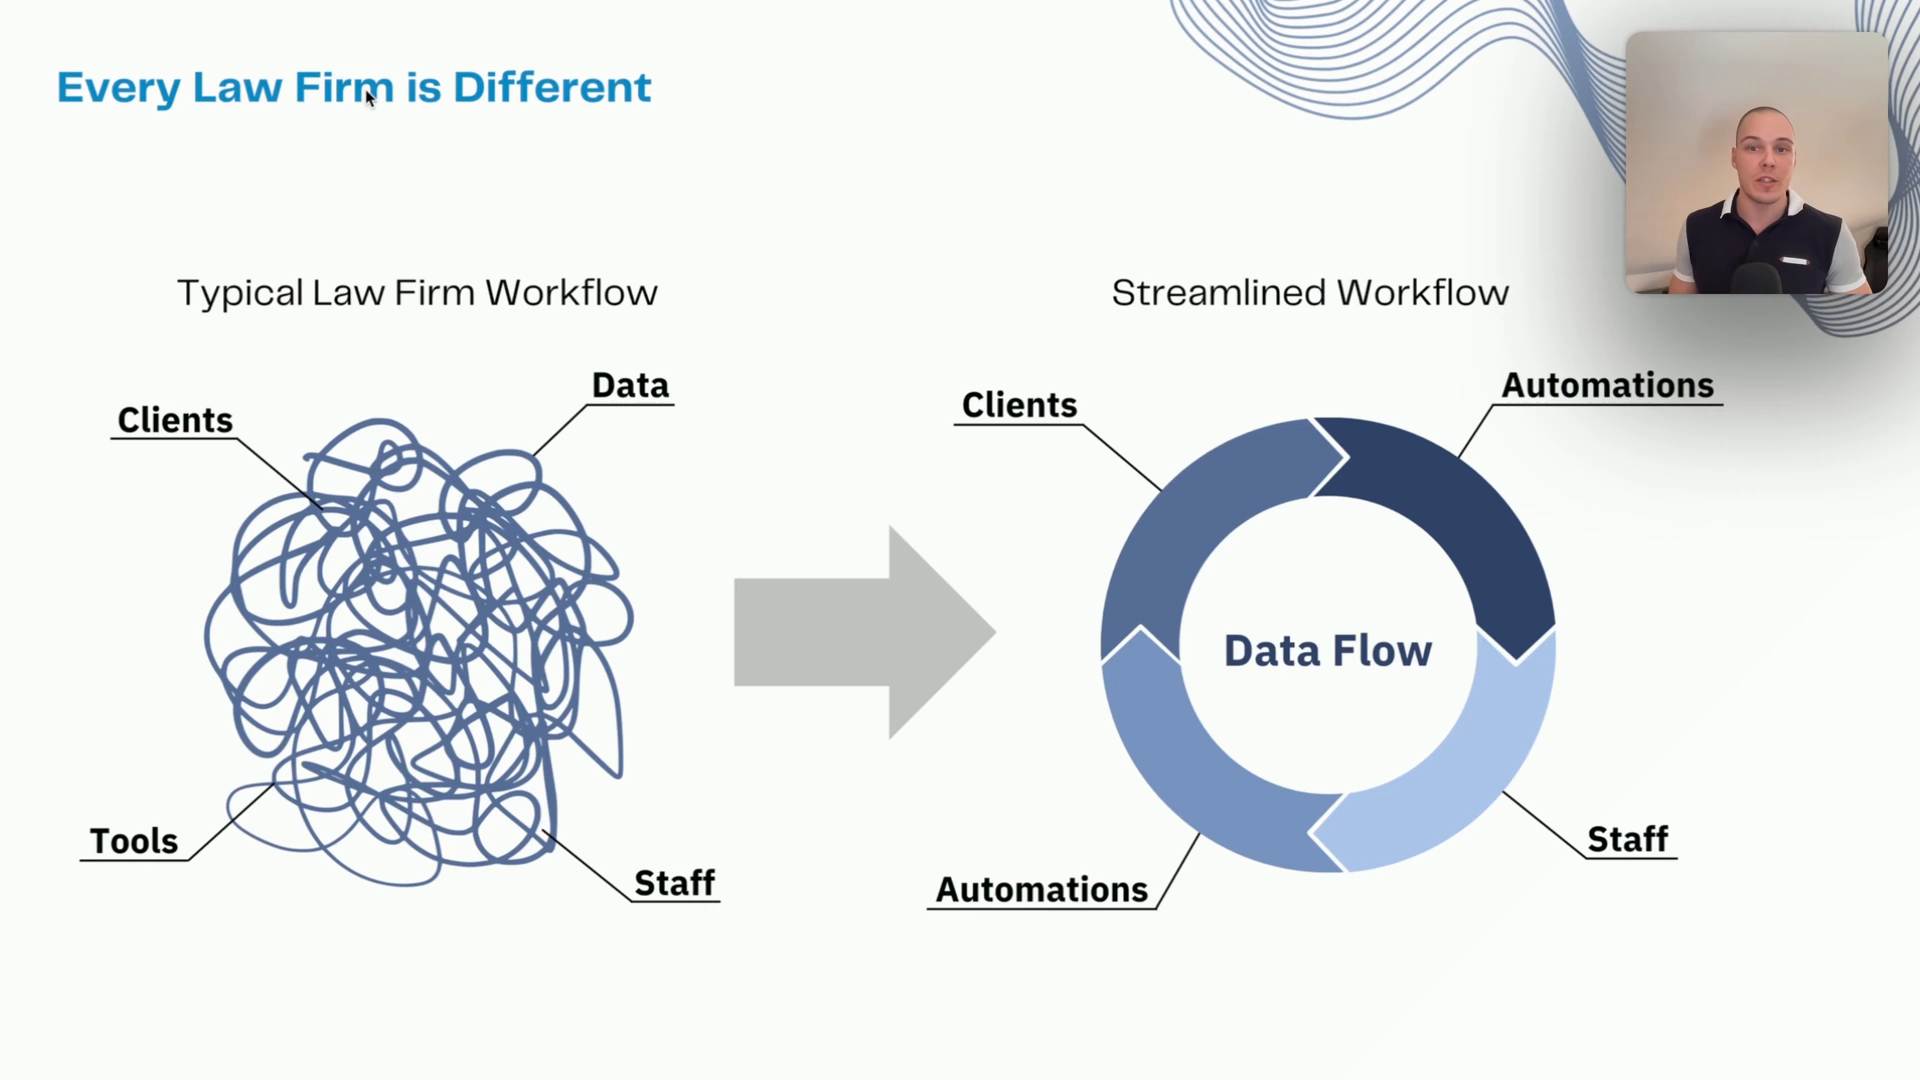 Every Law Firm is Different
Typical Law Firm Workflow
Clients
Data
Tools
Staff
Streamlined Workflow
Clients
Automations
Data Flow
Automations
Staff